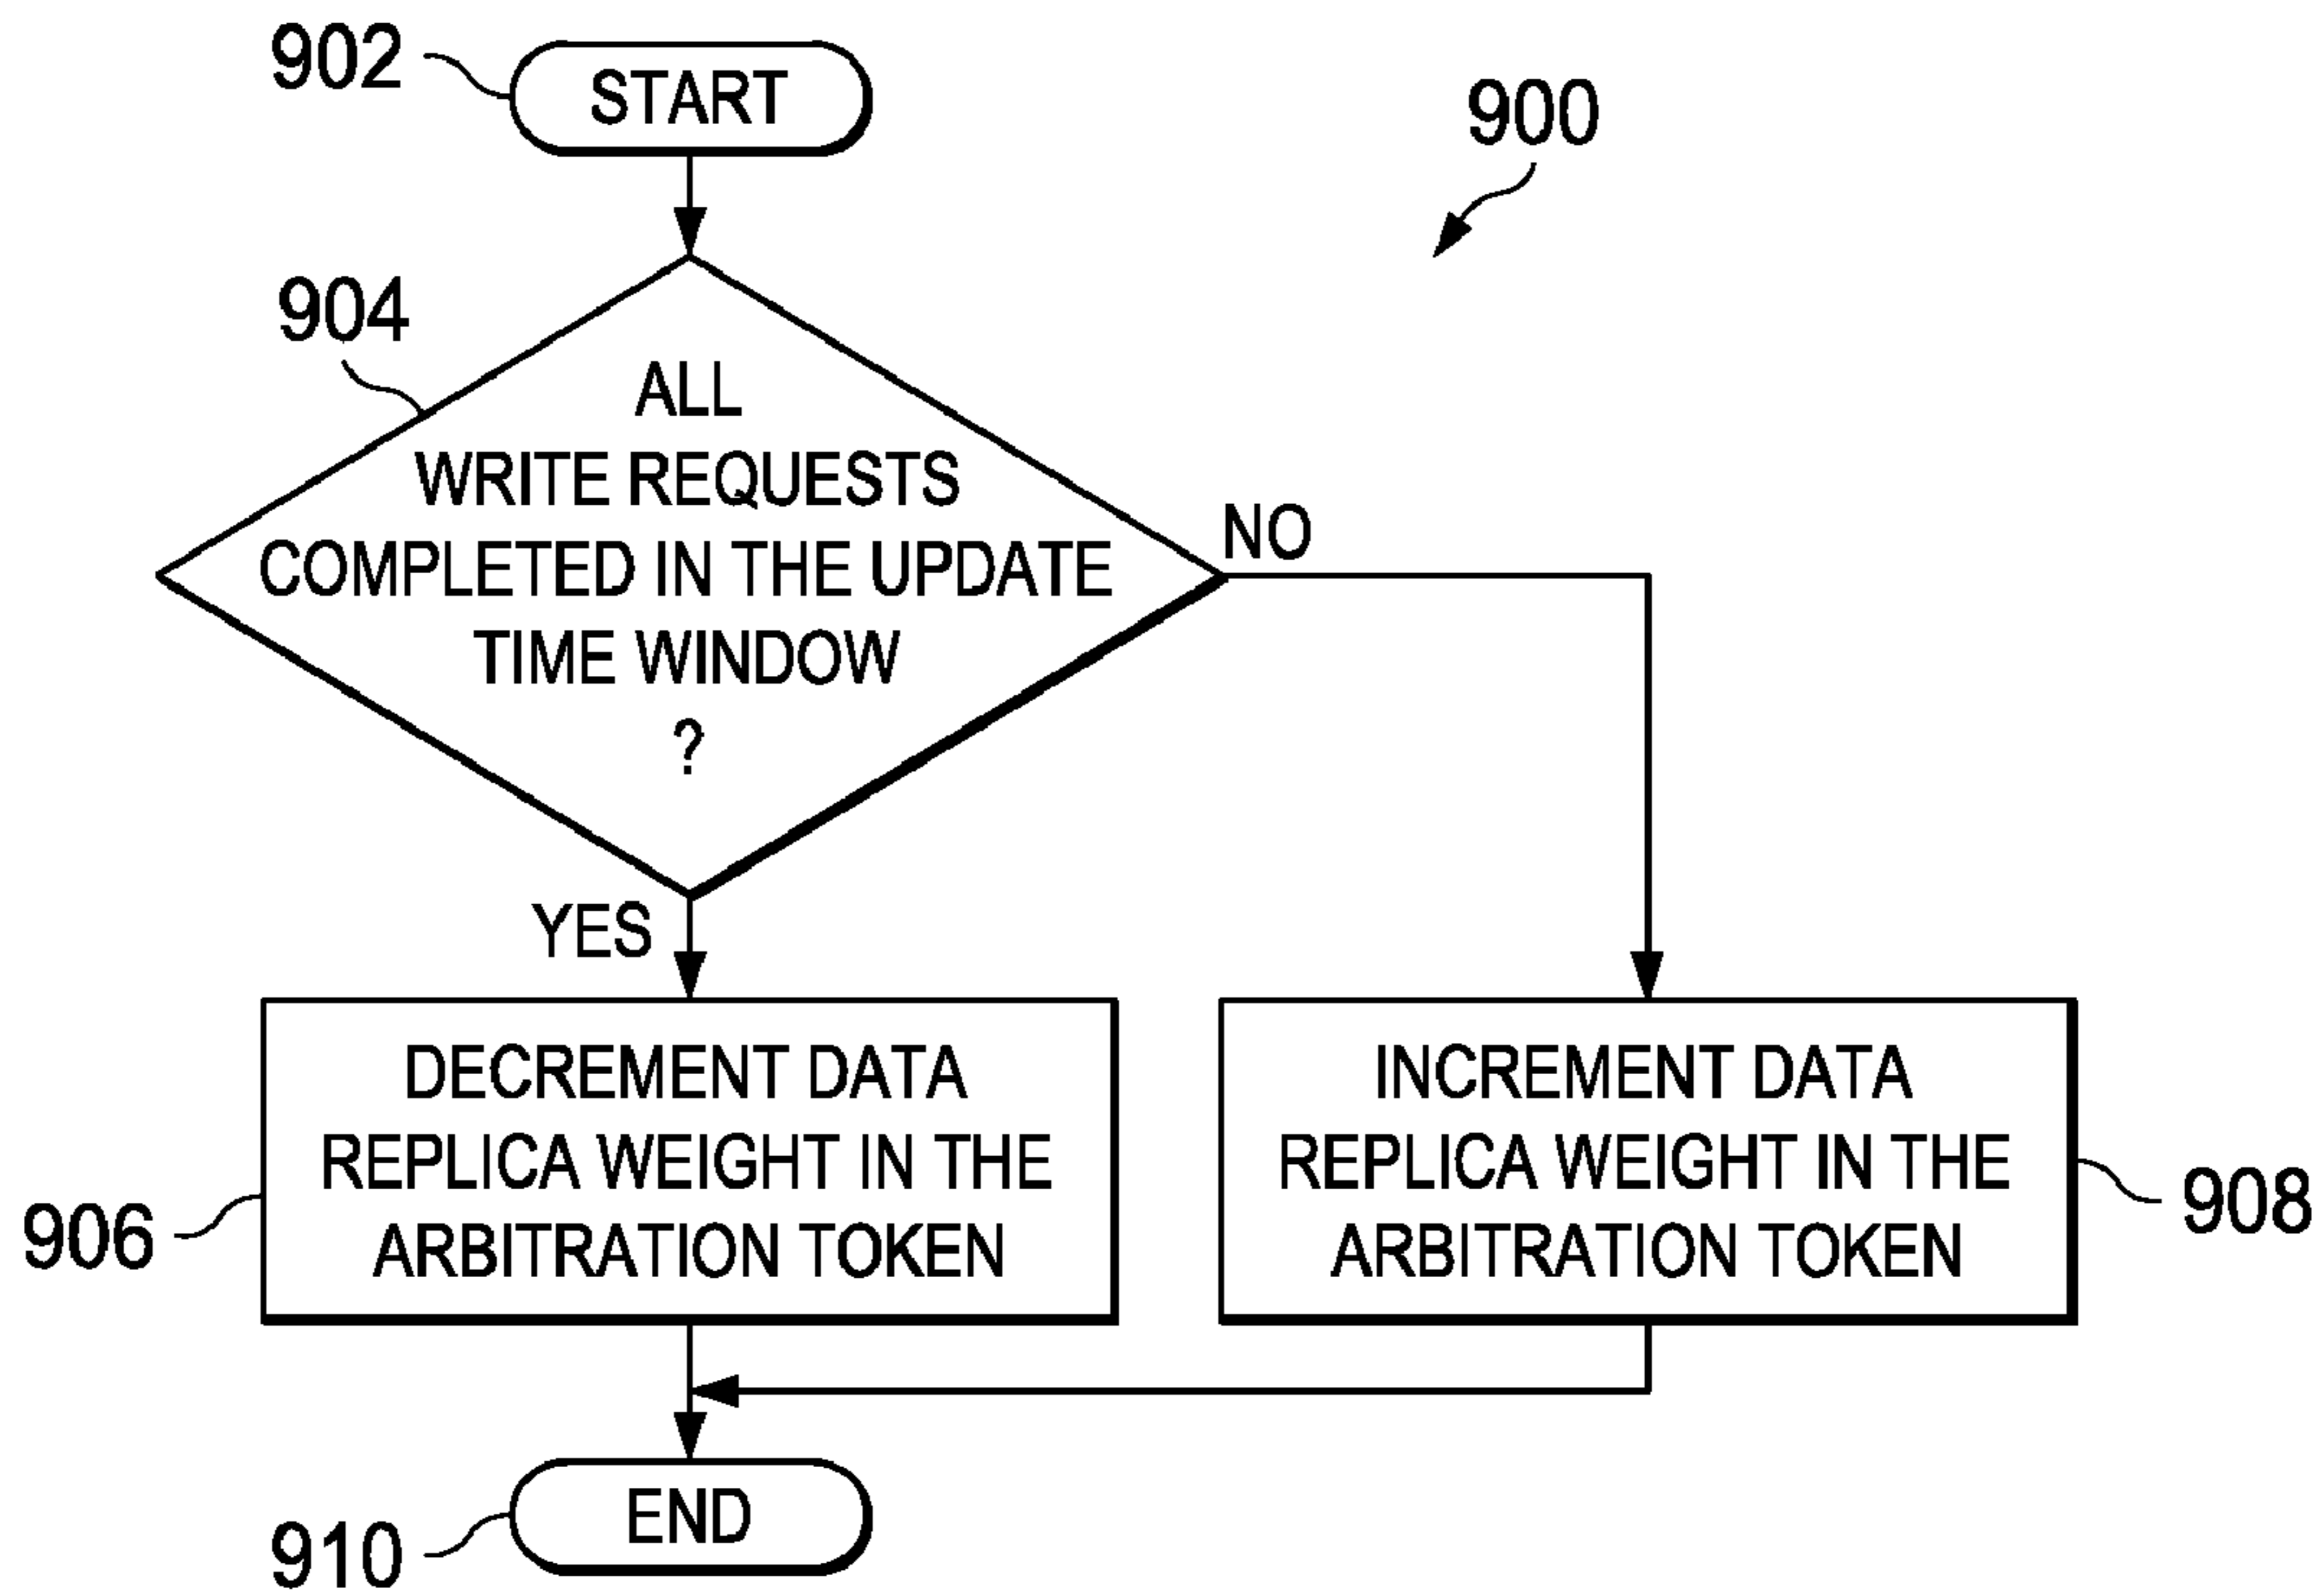 902
START
900
904
ALL
WRITE REQUESTS
COMPLETED IN THE UPDATE
TIME WINDOW
?
NO
YES
DECREMENT DATA
REPLICA WEIGHT IN THE
ARBITRATION TOKEN
906
INCREMENT DATA
REPLICA WEIGHT IN THE
ARBITRATION TOKEN
908
END
910